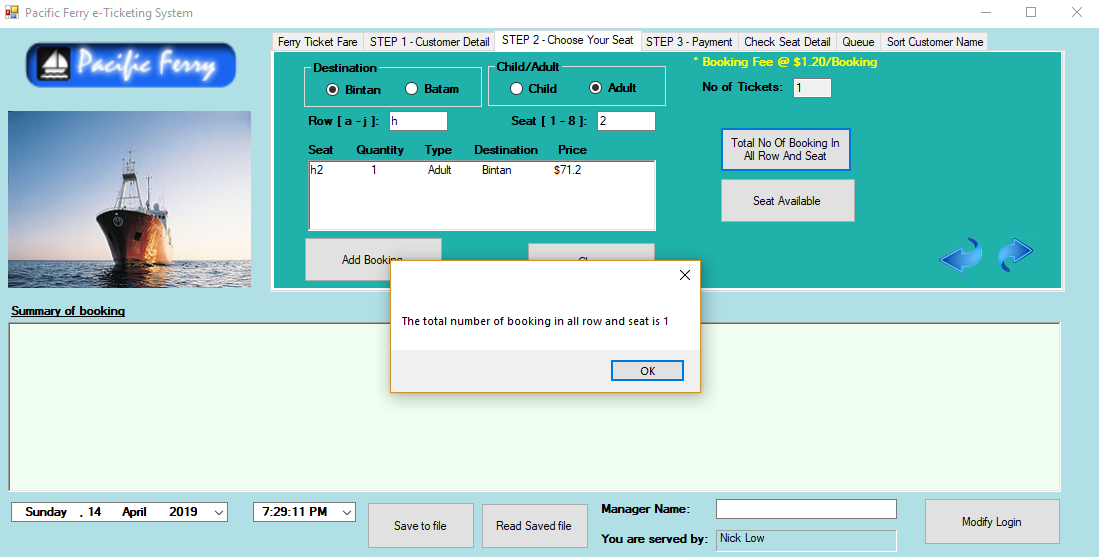 Pacific Ferry e-Ticketing System
Pacific Ferry
Ferry Ticket Fare STEP 1 - Customer Detail STEP 2 - Choose Your Seat STEP 3 - Payment Check Seat Detail Queue Sort Customer Name
* Booking Fee @ $1.20/Booking
Destination Child/Adult
Bintan Batam Child Adult No of Tickets: 1
Row [ a - j ]: h Seat [ 1 - 8 ]: 2
Total No Of Booking In
All Row And Seat
Seat Quantity Type Destination Price
h2 1 Adult Bintan $71.2
Seat Available
Add Booking
Summary of booking
The total number of booking in all row and seat is 1
OK
Sunday , 14 April 2019 7:29:11 PM
Save to file Read Saved file
Manager Name:
Modify Login
You are served by: Nick Low